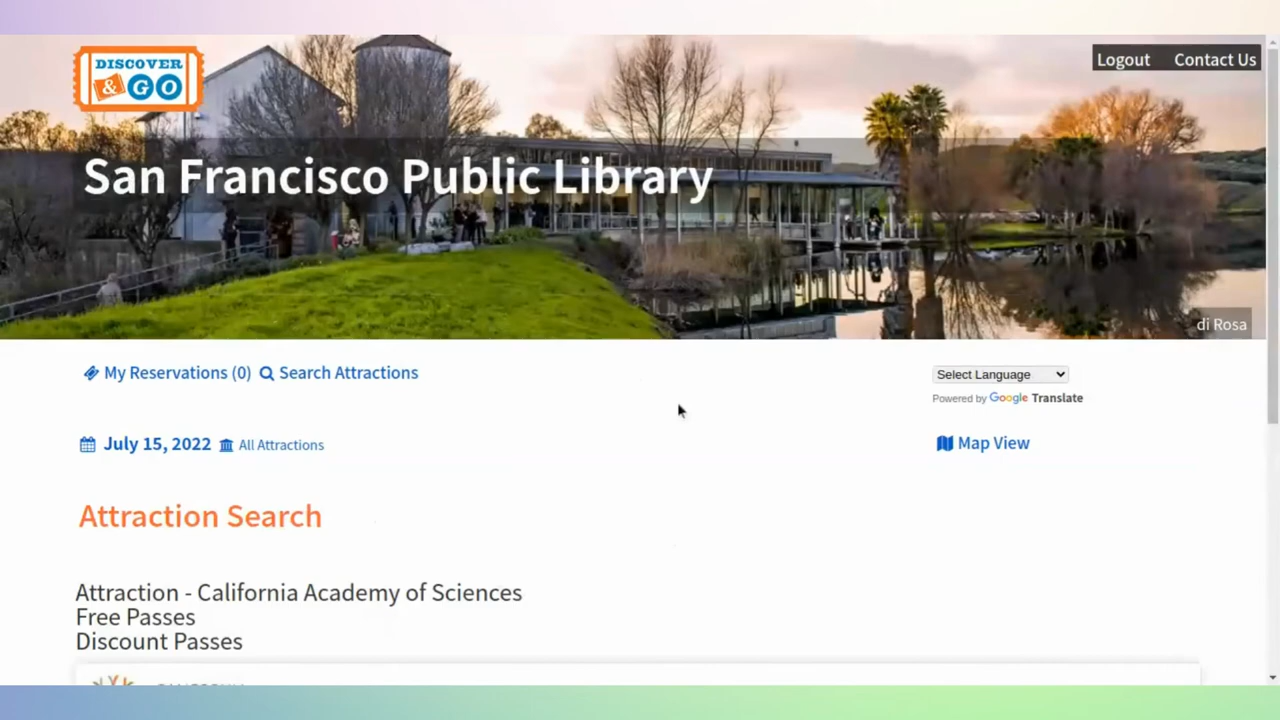 DISCOVER
& GO
Logout Contact Us
San Francisco Public Library
di Rosa
My Reservations (0) Search Attractions
Select Language
Powered by Google Translate
July 15, 2022 All Attractions
Map View
Attraction Search
Attraction - California Academy of Sciences
Free Passes
Discount Passes